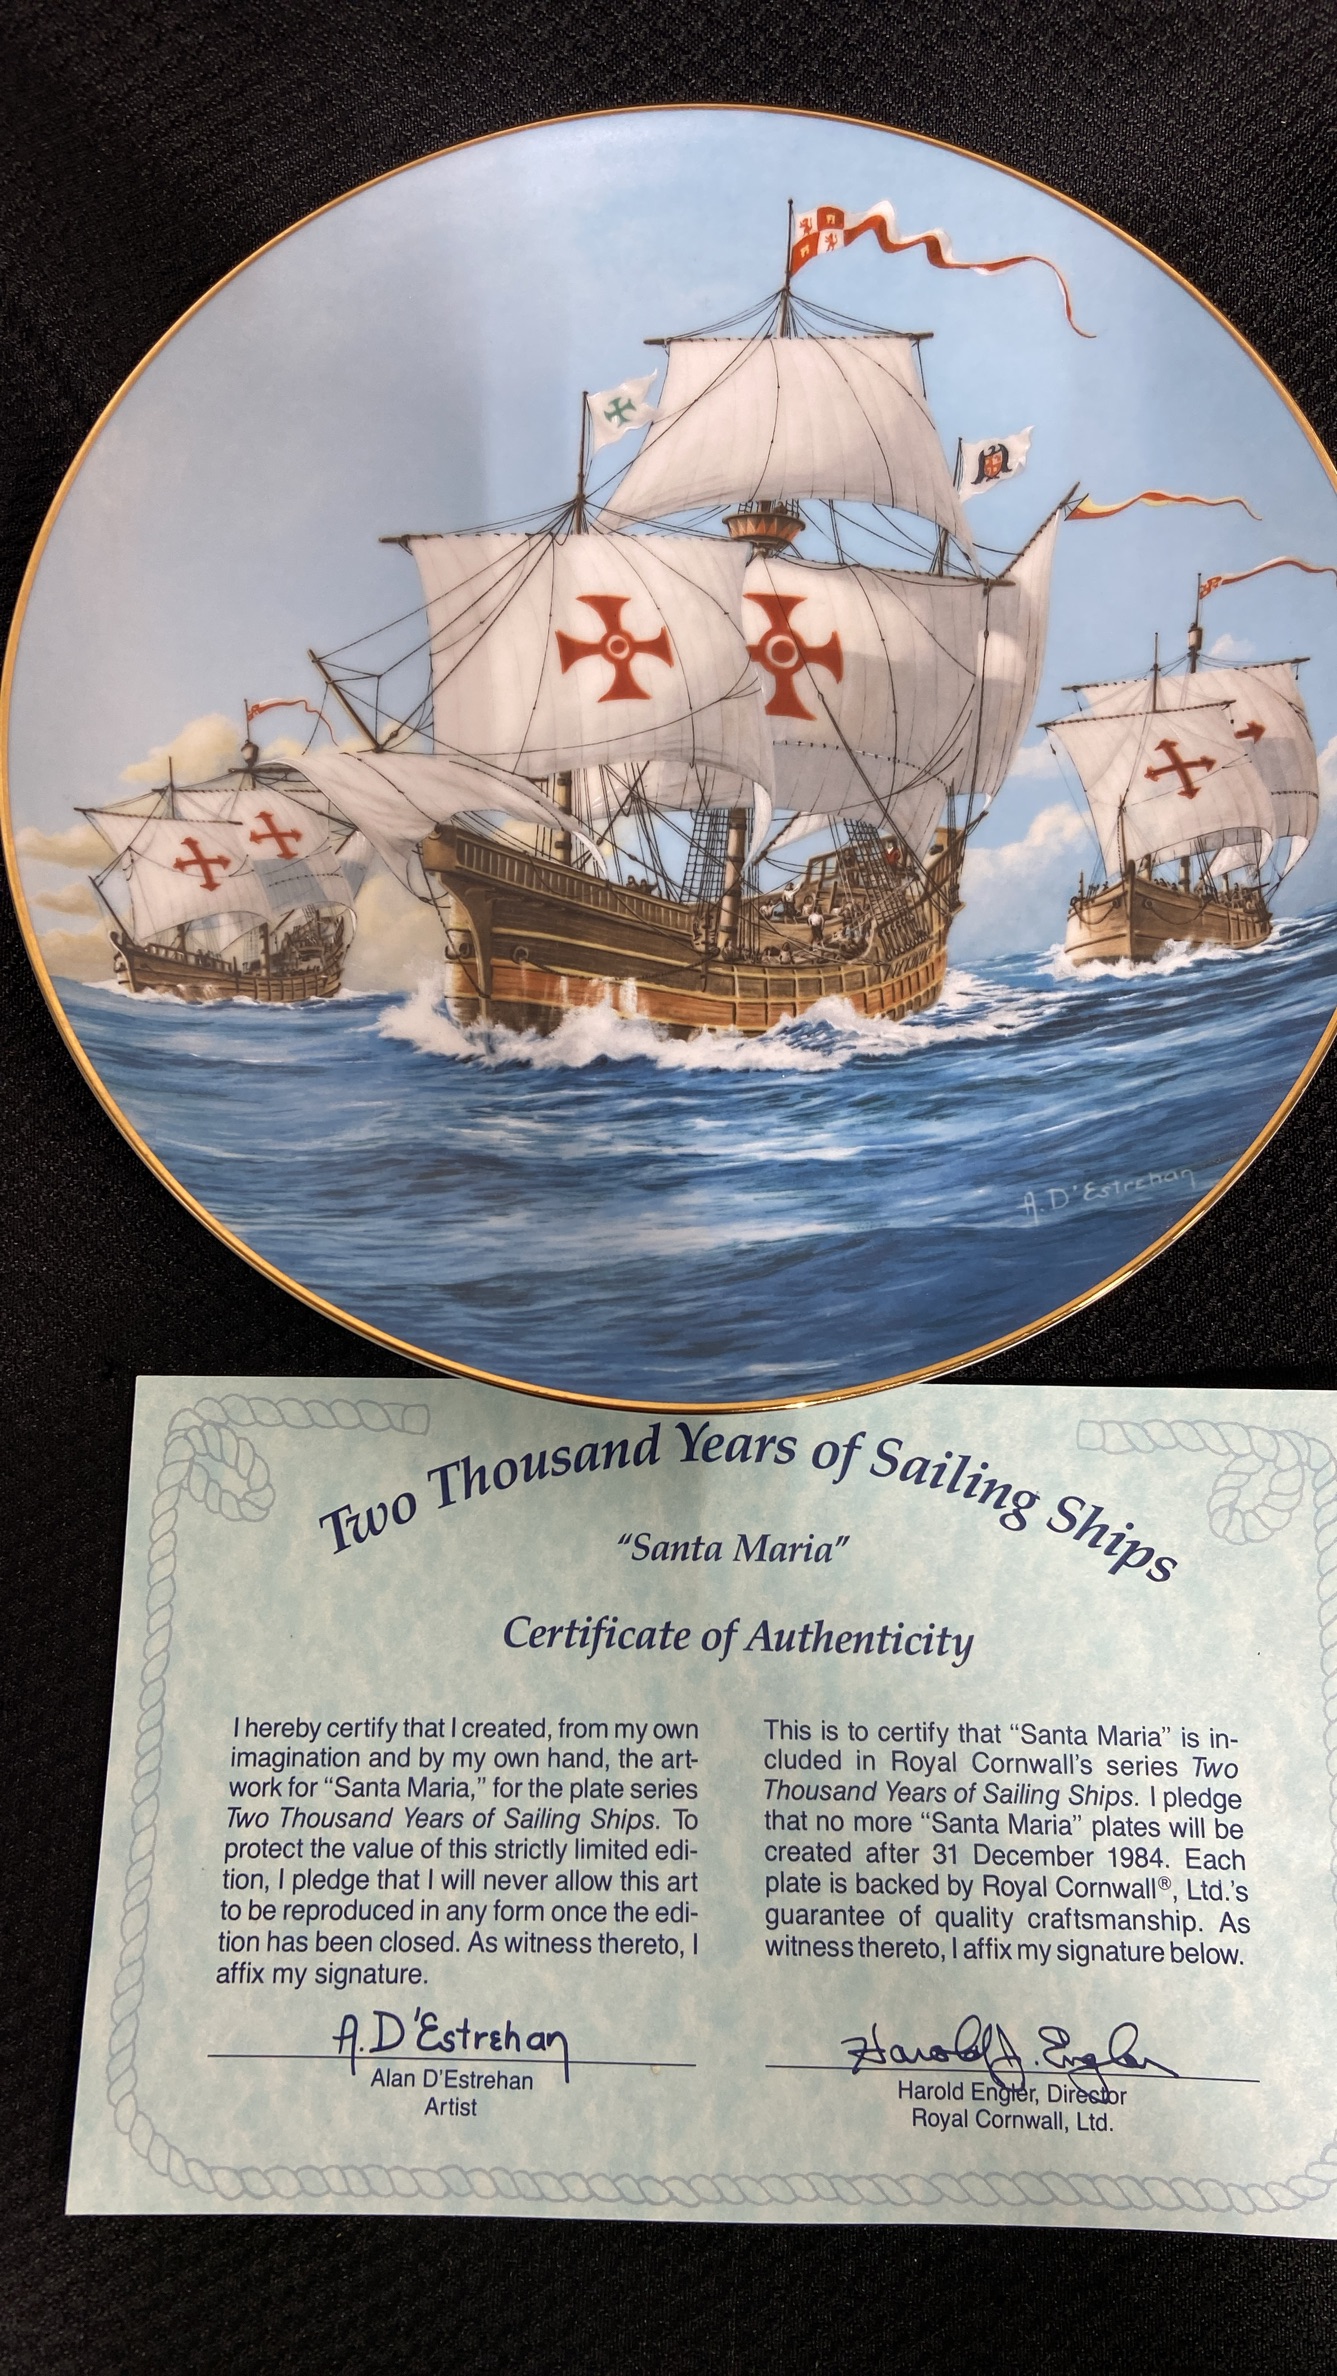 A. D'Estrehan
Two Thousand Years of Sailing Ships
“Santa Maria”
Certificate of Authenticity
I hereby certify that I created, from my own
imagination and by my own hand, the art-
work for “Santa Maria,” for the plate series
Two Thousand Years of Sailing Ships. To
protect the value of this strictly limited edi-
tion, I pledge that I will never allow this art
to be reproduced in any form once the edi-
tion has been closed. As witness thereto, I
affix my signature.
A. D'Estrehan
Alan D'Estrehan
Artist
This is to certify that “Santa Maria” is in-
cluded in Royal Cornwall's series Two
Thousand Years of Sailing Ships. I pledge
that no more “Santa Maria” plates will be
created after 31 December 1984. Each
plate is backed by Royal Cornwall®, Ltd.'s
guarantee of quality craftsmanship. As
witness thereto, I affix my signature below.
Harold J. Engler
Harold Engler, Director
Royal Cornwall, Ltd.